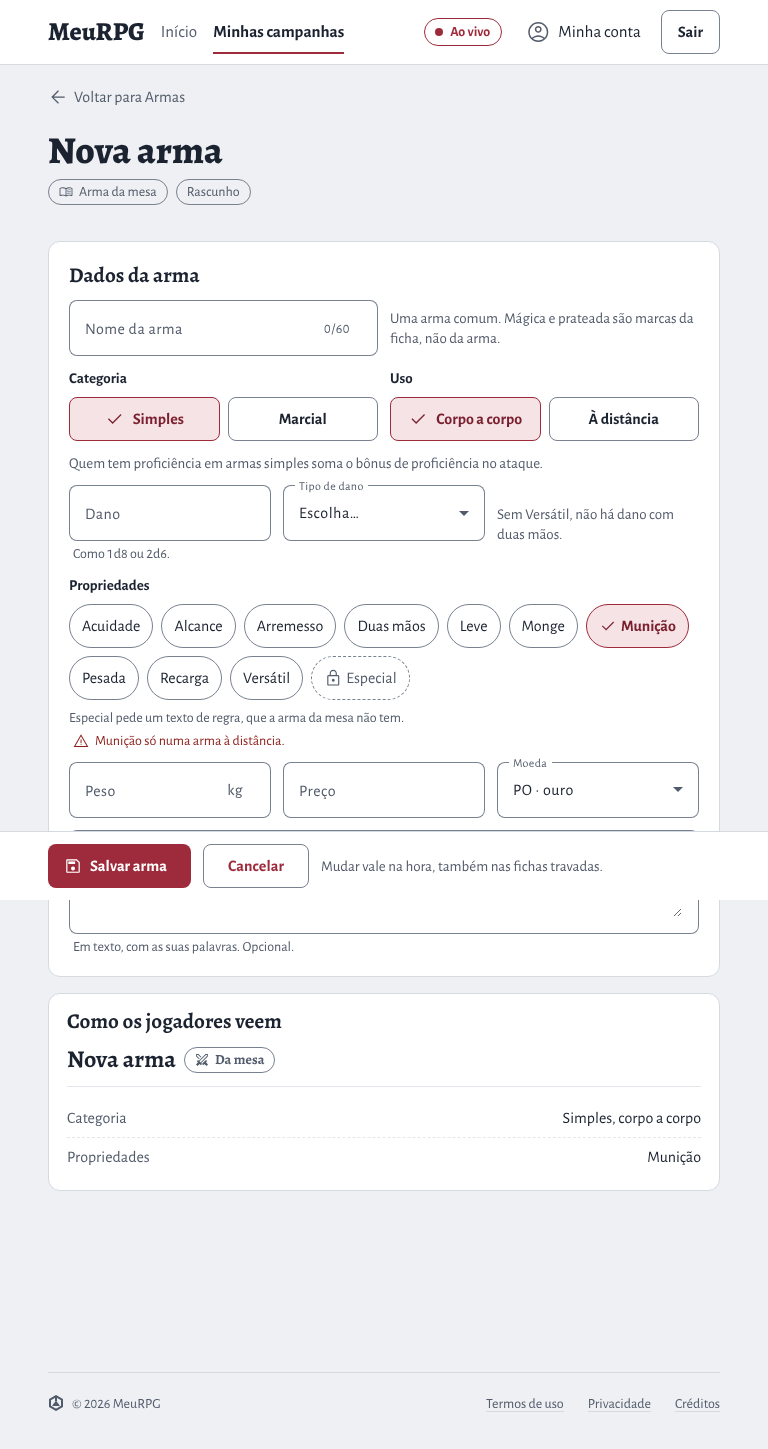 MeuRPG Início Minhas campanhas Ao vivo Minha conta Sair
Voltar para Armas
Nova arma
Arma da mesa Rascunho
Dados da arma
Nome da arma 0/60
Uma arma comum. Mágica e prateada são marcas da
ficha, não da arma.
Categoria Uso
Simples Marcial Corpo a corpo À distância
Quem tem proficiência em armas simples soma o bônus de proficiência no ataque.
Tipo de dano
Dano Escolha…
Sem Versátil, não há dano com
duas mãos.
Como 1d8 ou 2d6.
Propriedades
Acuidade Alcance Arremesso Duas mãos Leve Monge Munição
Pesada Recarga Versátil Especial
Especial pede um texto de regra, que a arma da mesa não tem.
Munição só numa arma à distância.
Moeda
Peso kg Preço PO · ouro
Salvar arma Cancelar Mudar vale na hora, também nas fichas travadas.
Em texto, com as suas palavras. Opcional.
Como os jogadores veem
Nova arma Da mesa
Categoria Simples, corpo a corpo
Propriedades Munição
© 2026 MeuRPG Termos de uso Privacidade Créditos